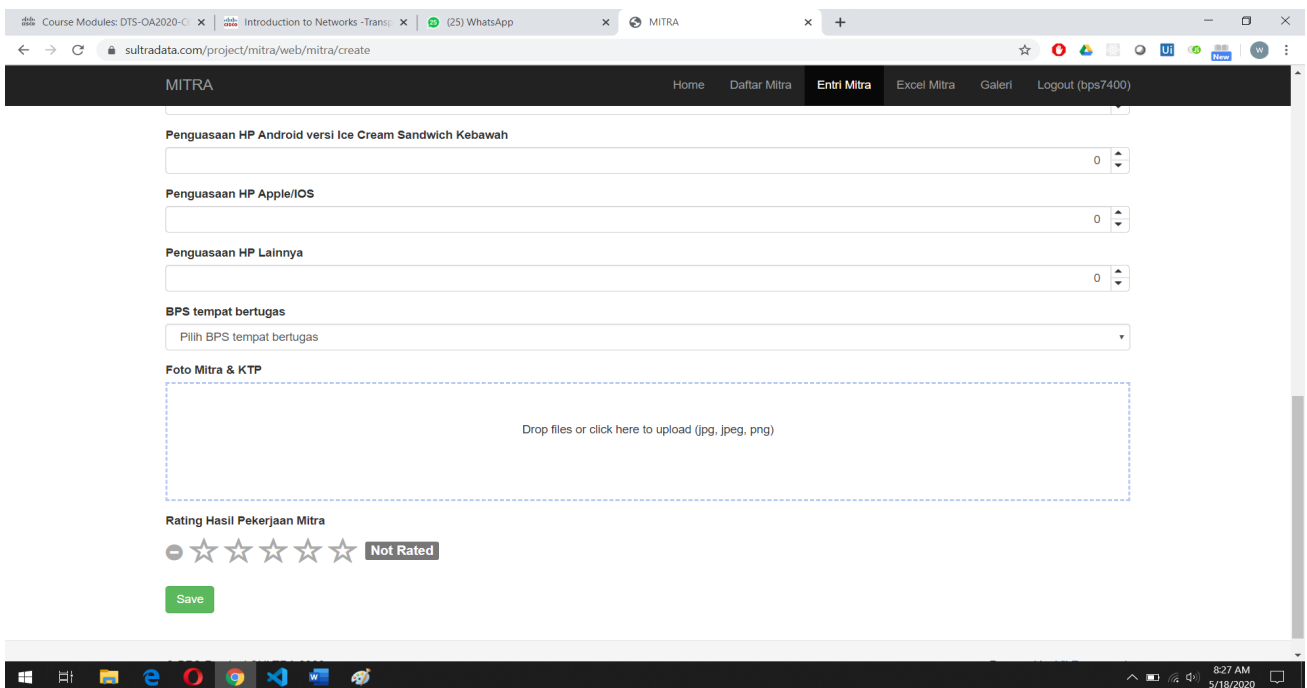 Course Modules: DTS-OA2020-C
Introduction to Networks -Transp
(25) WhatsApp
MITRA
sultradata.com/project/mitra/web/mitra/create
New
MITRA
Home
Daftar Mitra
Entri Mitra
Excel Mitra
Galeri
Logout (bps7400)
Penguasaan HP Android versi Ice Cream Sandwich Kebawah
0
Penguasaan HP Apple/IOS
0
Penguasaan HP Lainnya
0
BPS tempat bertugas
Pilih BPS tempat bertugas
Foto Mitra & KTP
Drop files or click here to upload (jpg, jpeg, png)
Rating Hasil Pekerjaan Mitra
Not Rated
Save
8:27 AM
5/18/2020